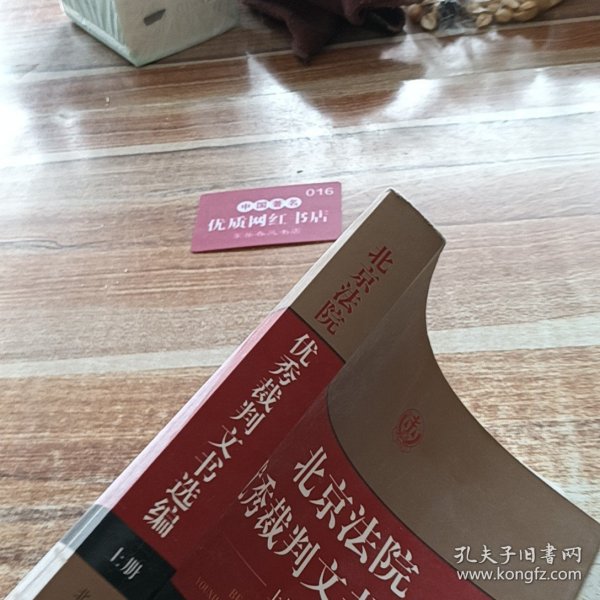 016
中国著名
优质网红书店
北京法院
优秀裁判文书选编
上册
北京法院
优秀裁判文书
孔夫子旧书网
www.kongfz.com